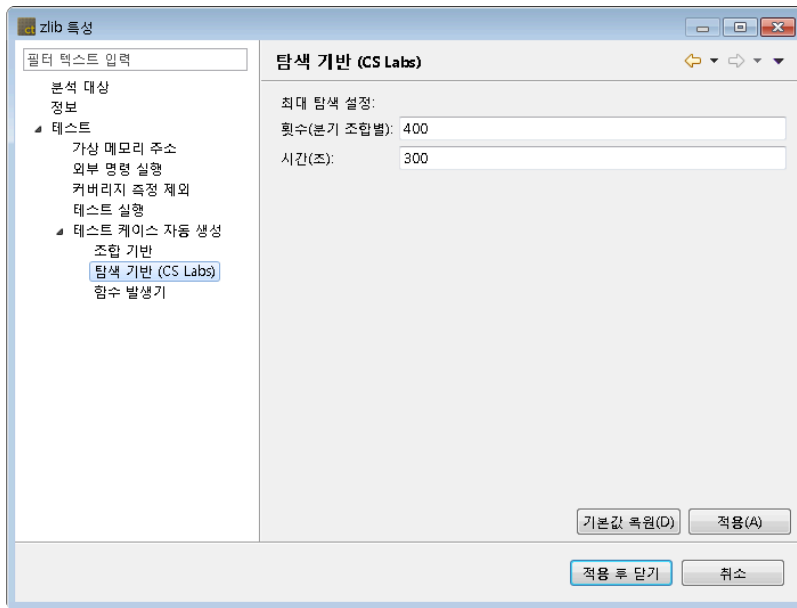 ct zlib 특성
필터 텍스트 입력
분석 대상
정보
테스트
가상 메모리 주소
외부 명령 실행
커버리지 측정 제외
테스트 실행
테스트 케이스 자동 생성
조합 기반
탐색 기반 (CS Labs)
함수 발생기
탐색 기반 (CS Labs)
최대 탐색 설정:
횟수(분기 조합별): 400
시간(초): 300
기본값 복원(D) 적용(A)
적용 후 닫기 취소